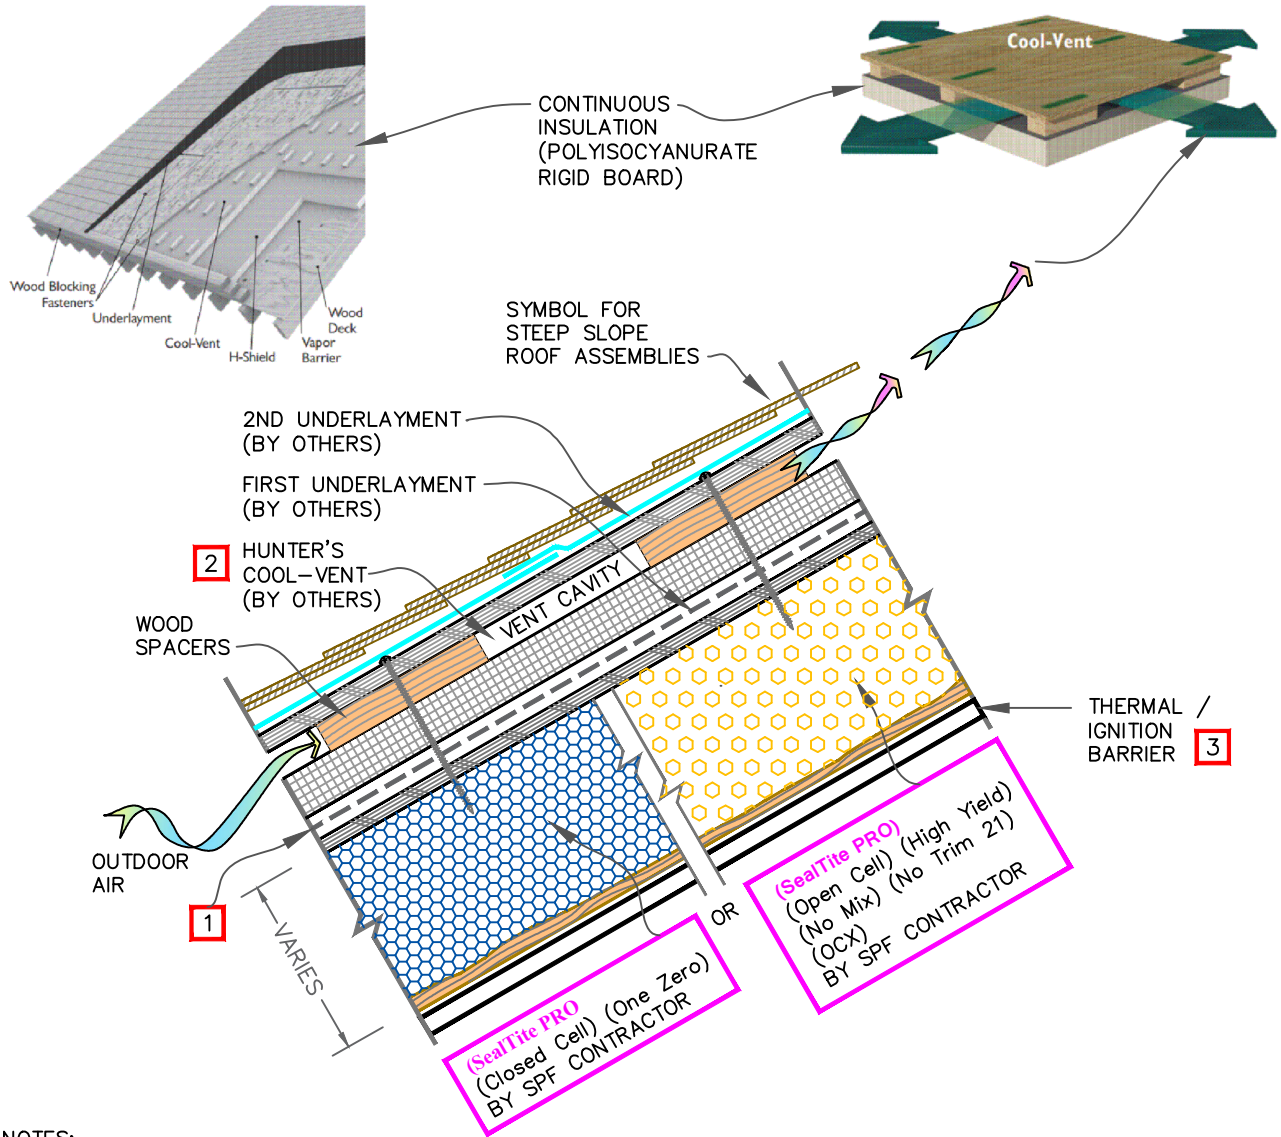 Cool-Vent
CONTINUOUS
INSULATION
(POLYISOCYANURATE
RIGID BOARD)
Wood Blocking
Fasteners
Underlayment
Cool-Vent
H-Shield
Vapor
Barrier
Wood
Deck
SYMBOL FOR
STEEP SLOPE
ROOF ASSEMBLIES
2ND UNDERLAYMENT
(BY OTHERS)
FIRST UNDERLAYMENT
(BY OTHERS)
2
HUNTER'S
COOL-VENT
(BY OTHERS)
VENT CAVITY
WOOD
SPACERS
THERMAL /
IGNITION
BARRIER
3
OUTDOOR
AIR
1
VARIES
OR
(SealTite PRO)
(Open Cell) (High Yield)
(No Mix) (No Trim 21)
(OCX)
BY SPF CONTRACTOR
(SealTite PRO
(Closed Cell) (One Zero)
BY SPF CONTRACTOR
NOTES: